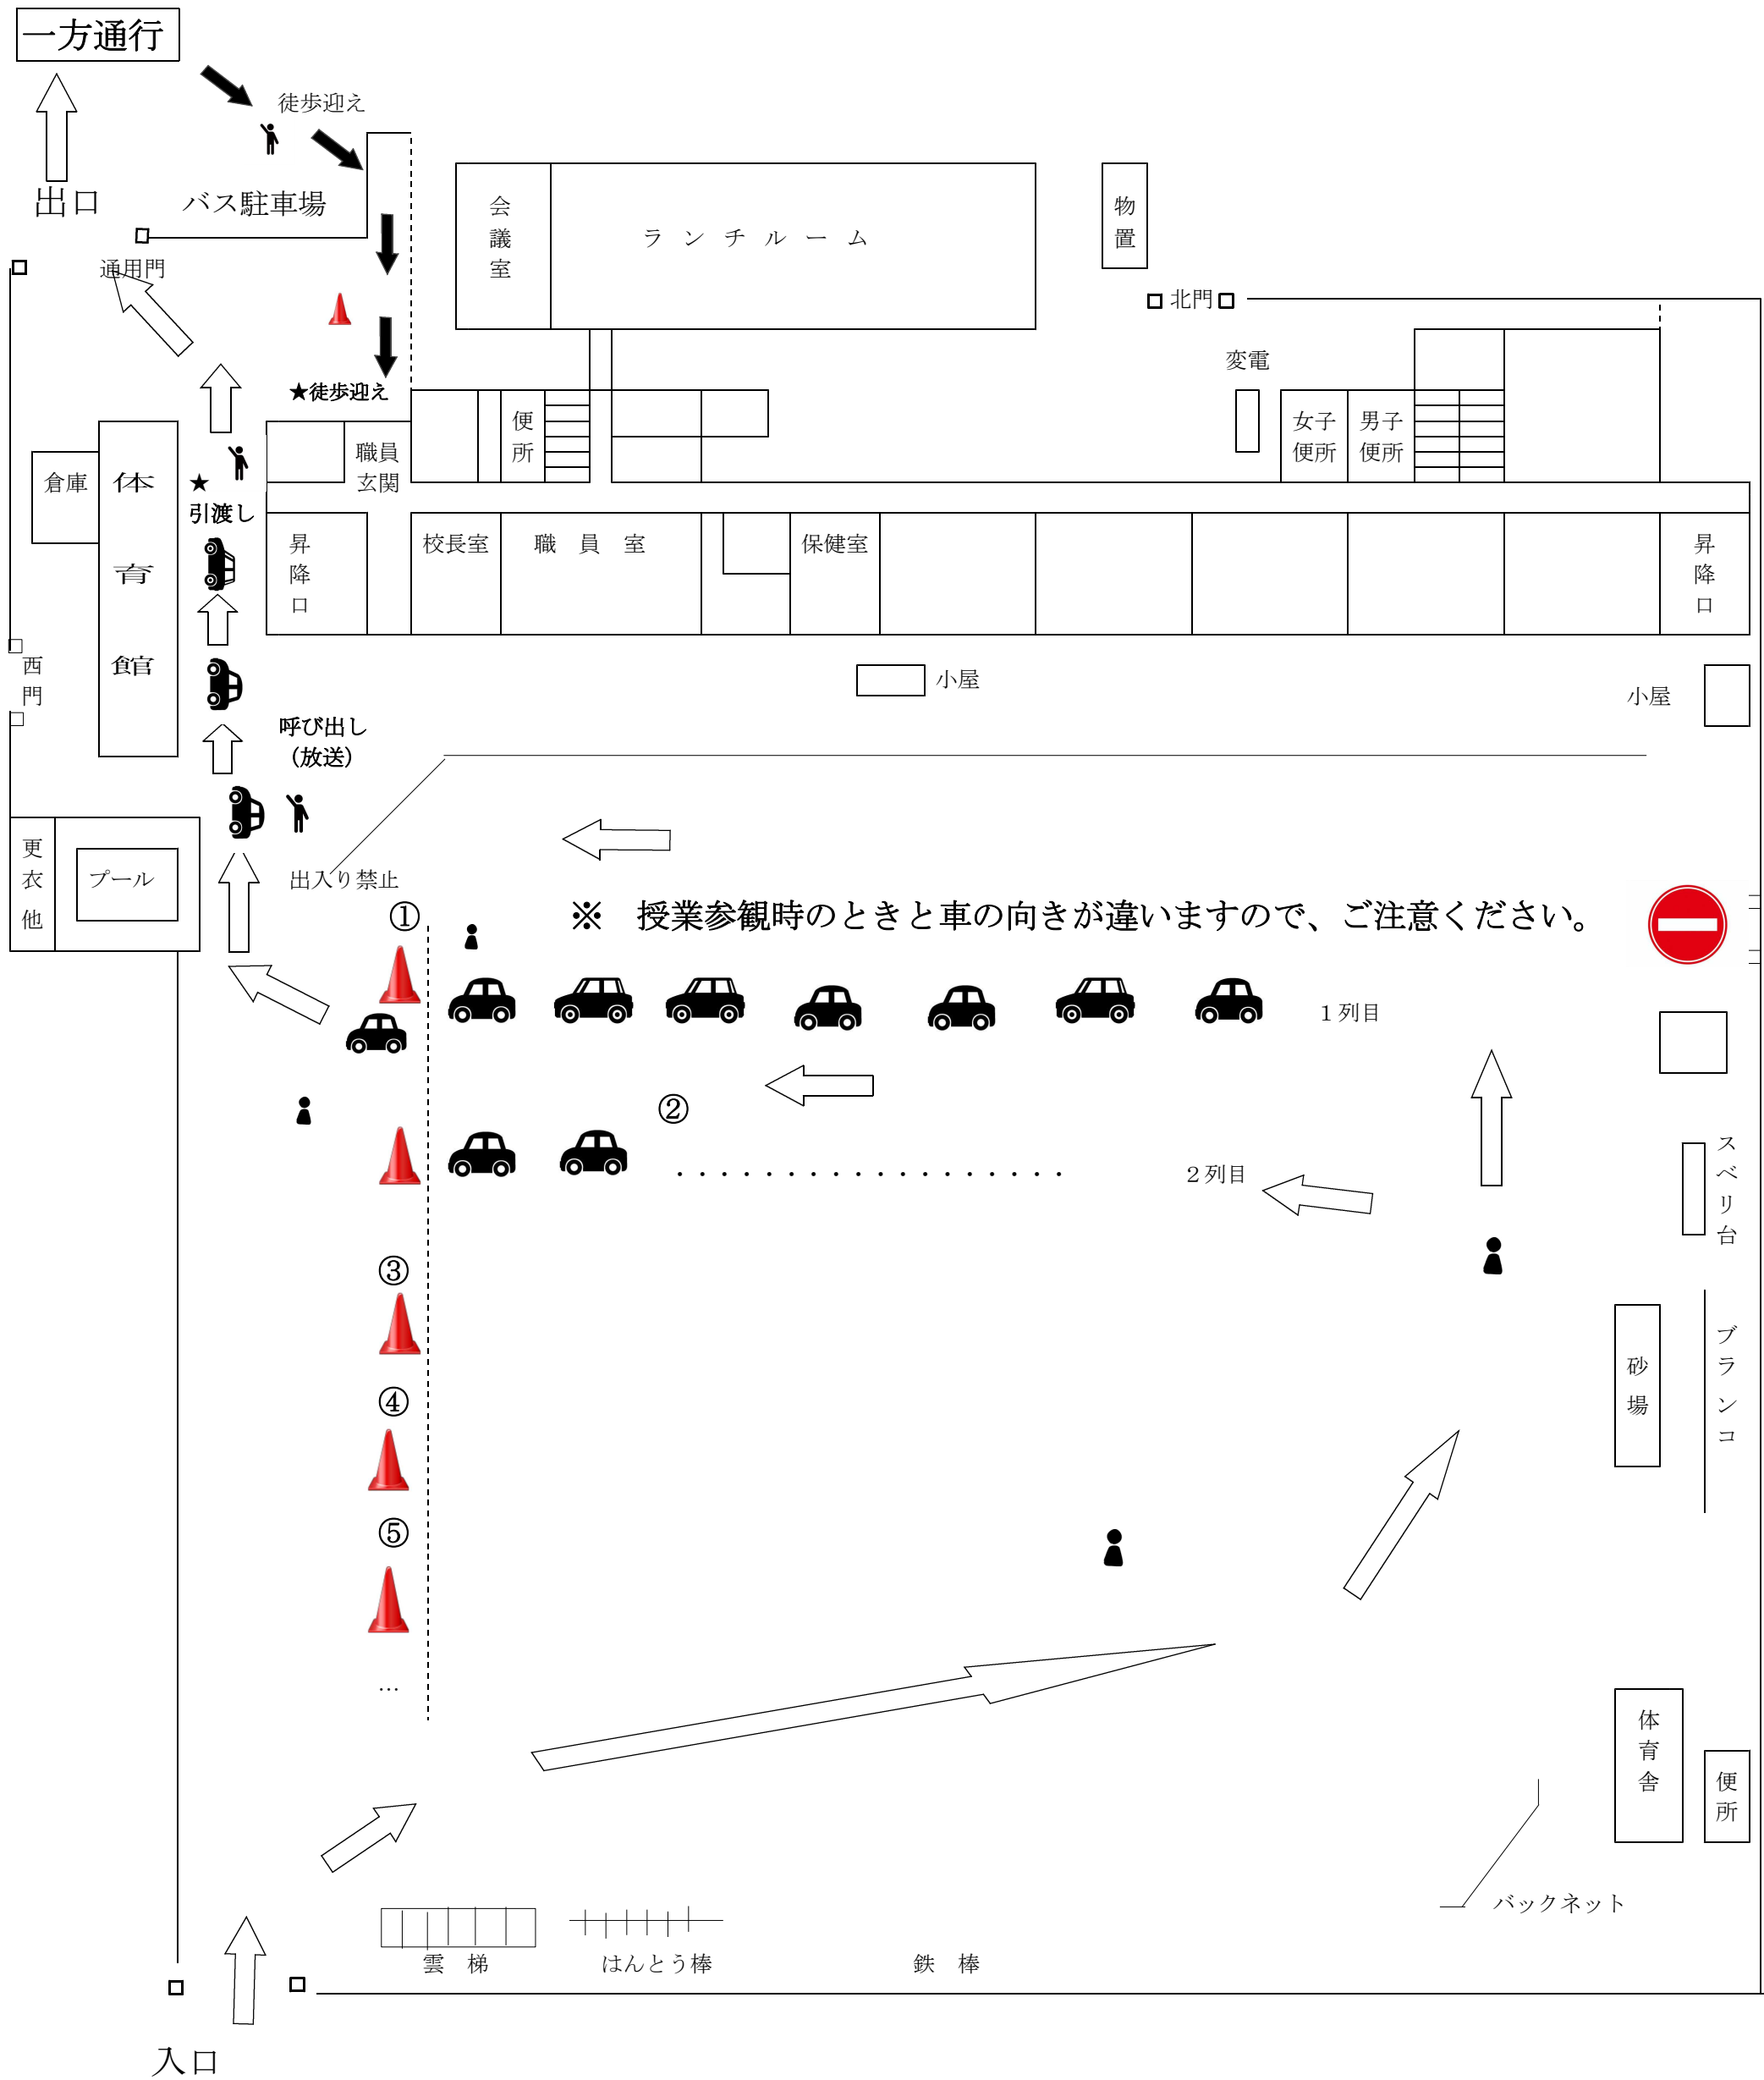 一方通行
徒歩迎え
出口
バス駐車場
通用門
会議室
ランチルーム
物置
北門
変電
★徒歩迎え
便所
女子便所
男子便所
職員玄関
倉庫
体育館
★
引渡し
昇降口
校長室
職員室
保健室
昇降口
西門
小屋
小屋
呼び出し
（放送）
更衣他
プール
出入り禁止
①
※ 授業参観時のときと車の向きが違いますので、ご注意ください。
１列目
②
・・・・・・・・・・・・・・・・・・
２列目
スベリ台
③
ブランコ
砂場
④
⑤
…
体育舎
便所
バックネット
雲梯
はんとう棒
鉄棒
入口